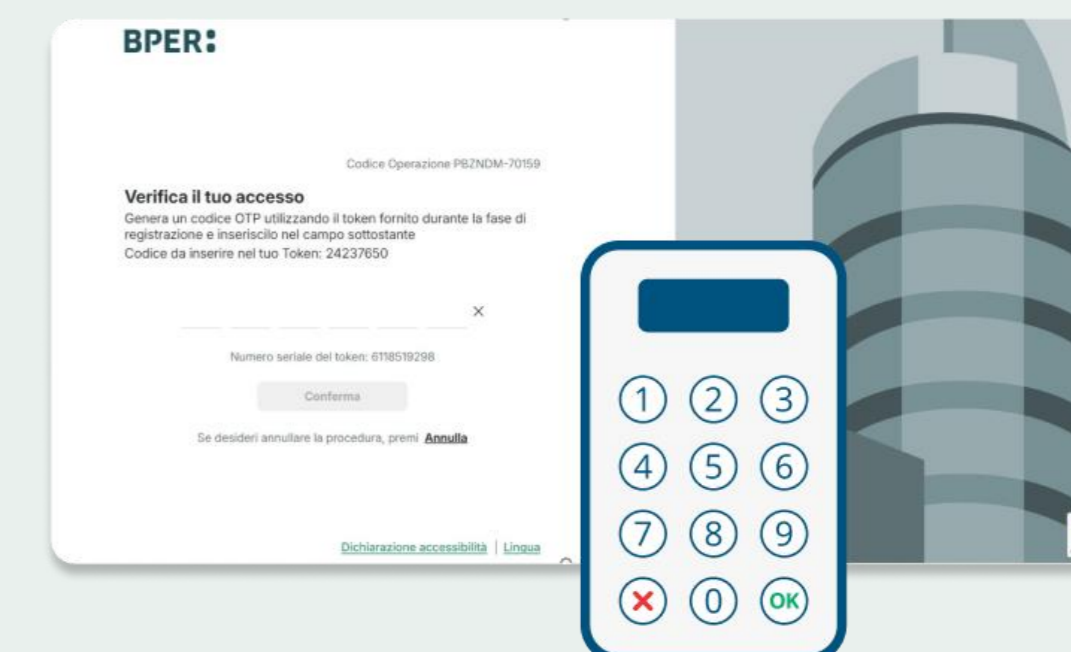 BPER:
Codice Operazione PBZNDM-70159
Verifica il tuo accesso
Genera un codice OTP utilizzando il token fornito durante la fase di
registrazione e inseriscilo nel campo sottostante
Codice da inserire nel tuo Token: 24237650
×
Numero seriale del token: 6118519298
Conferma
Se desideri annullare la procedura, premi Annulla
Dichiarazione accessibilità | Lingua
1 2 3
4 5 6
7 8 9
0 OK